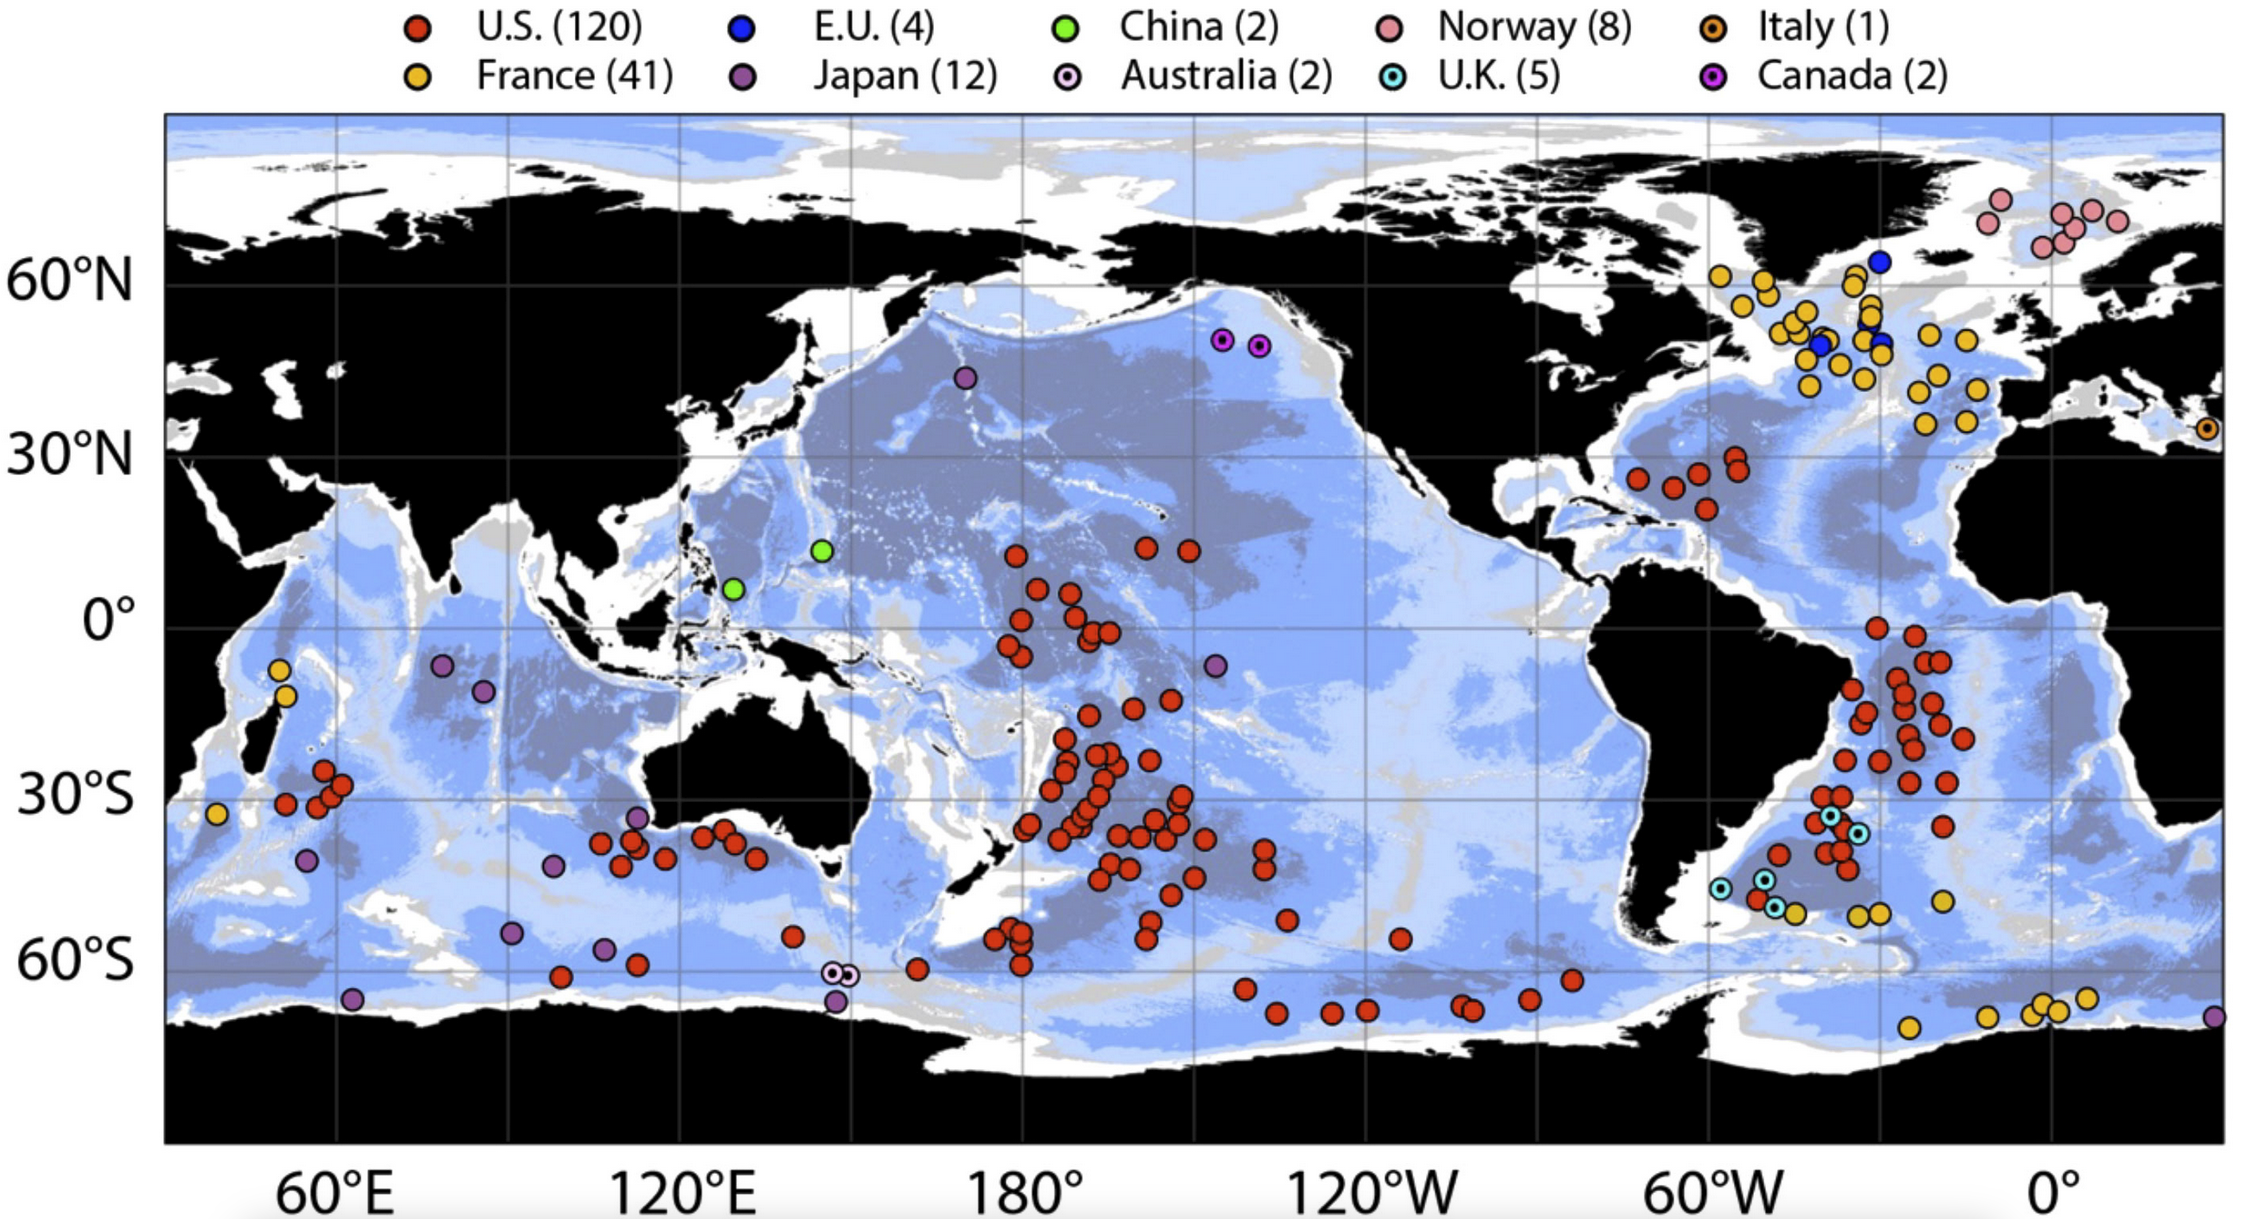 U.S. (120) E.U. (4) China (2) Norway (8) Italy (1)
France (41) Japan (12) Australia (2) U.K. (5) Canada (2)
60°N
30°N
0°
30°S
60°S
60°E 120°E 180° 120°W 60°W 0°